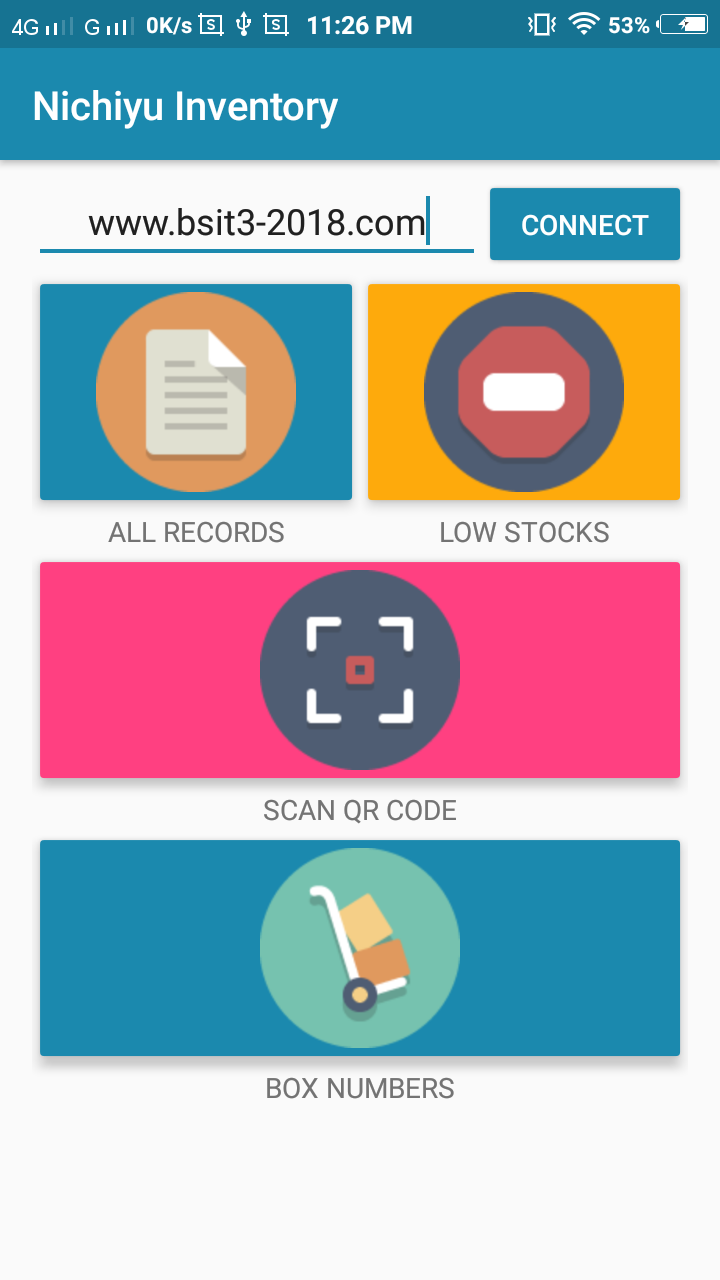 4G G 0K/s S S 11:26 PM 53%
Nichiyu Inventory
www.bsit3-2018.com CONNECT
ALL RECORDS LOW STOCKS
SCAN QR CODE
BOX NUMBERS